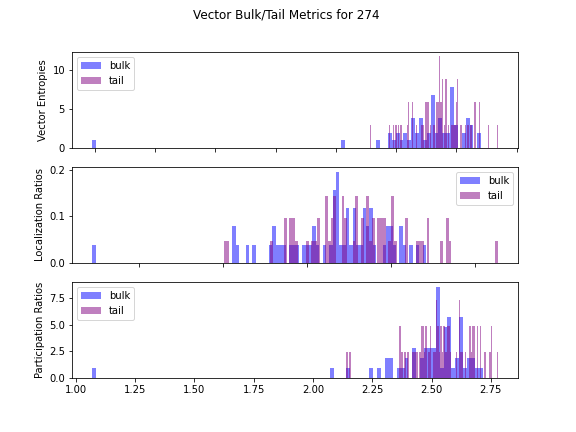 Vector Bulk/Tail Metrics for 274
Vector Entropies
10
5
0
bulk
tail
Localization Ratios
0.2
0.1
0.0
bulk
tail
Participation Ratios
7.5
5.0
2.5
0.0
bulk
tail
1.00 1.25 1.50 1.75 2.00 2.25 2.50 2.75